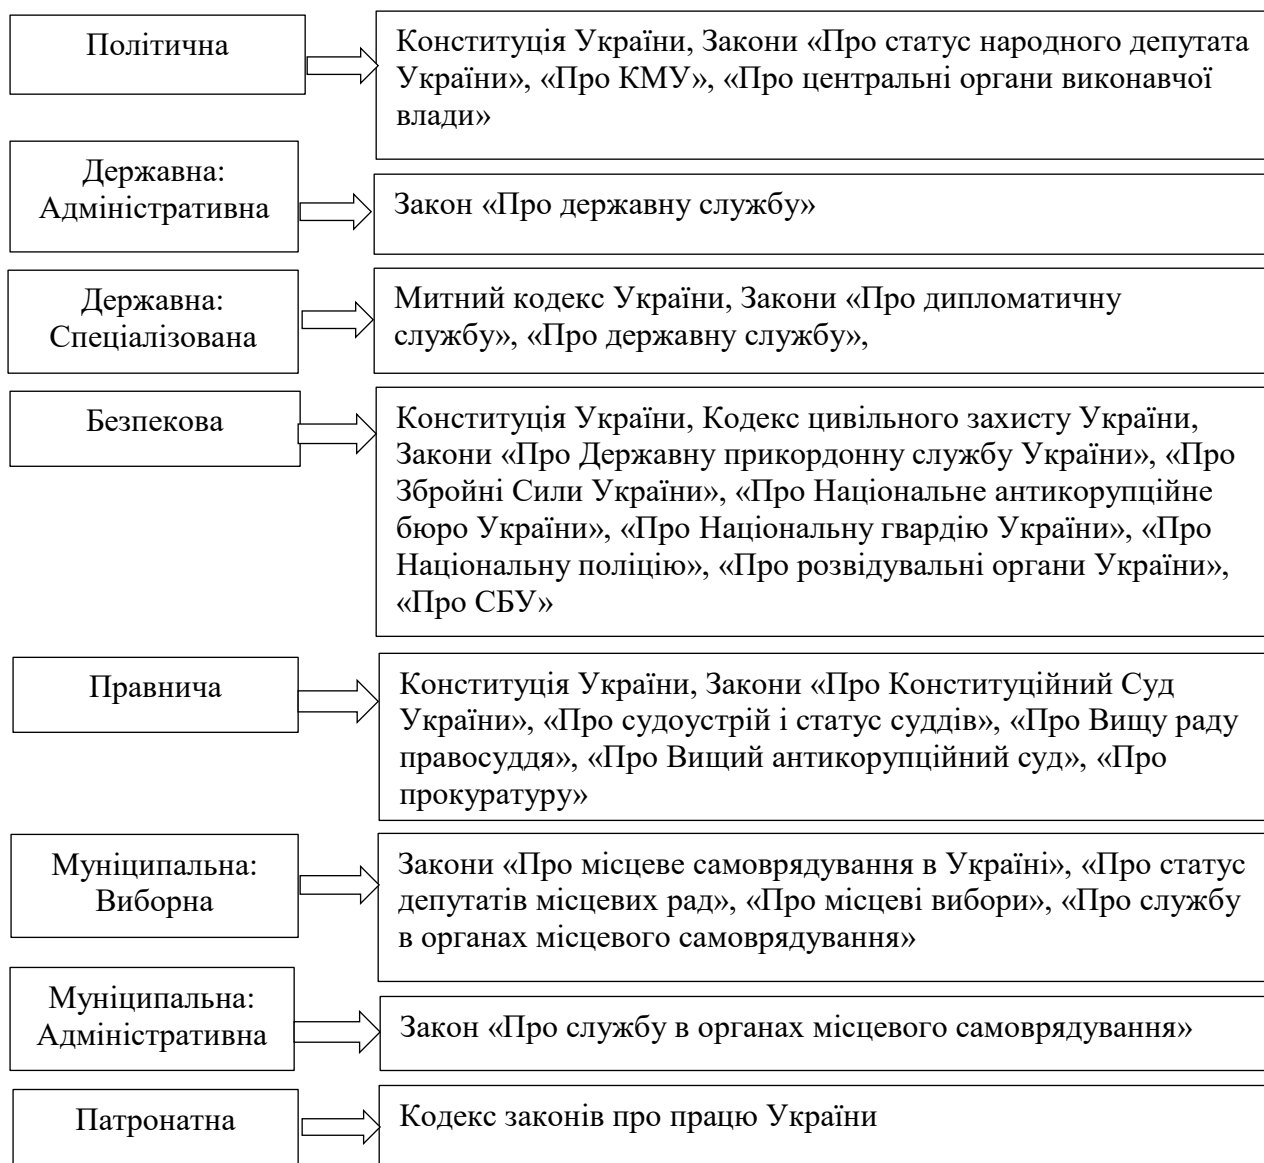 Політична
Конституція України, Закони «Про статус народного депутата
України», «Про КМУ», «Про центральні органи виконавчої
влади»
Державна:
Адміністративна
Закон «Про державну службу»
Державна:
Спеціалізована
Митний кодекс України, Закони «Про дипломатичну
службу», «Про державну службу»,
Безпекова
Конституція України, Кодекс цивільного захисту України,
Закони «Про Державну прикордонну службу України», «Про
Збройні Сили України», «Про Національне антикорупційне
бюро України», «Про Національну гвардію України», «Про
Національну поліцію», «Про розвідувальні органи України»,
«Про СБУ»
Правнича
Конституція України, Закони «Про Конституційний Суд
України», «Про судоустрій і статус суддів», «Про Вищу раду
правосуддя», «Про Вищий антикорупційний суд», «Про
прокуратуру»
Муніципальна:
Виборна
Закони «Про місцеве самоврядування в Україні», «Про статус
депутатів місцевих рад», «Про місцеві вибори», «Про службу
в органах місцевого самоврядування»
Муніципальна:
Адміністративна
Закон «Про службу в органах місцевого самоврядування»
Патронатна
Кодекс законів про працю України